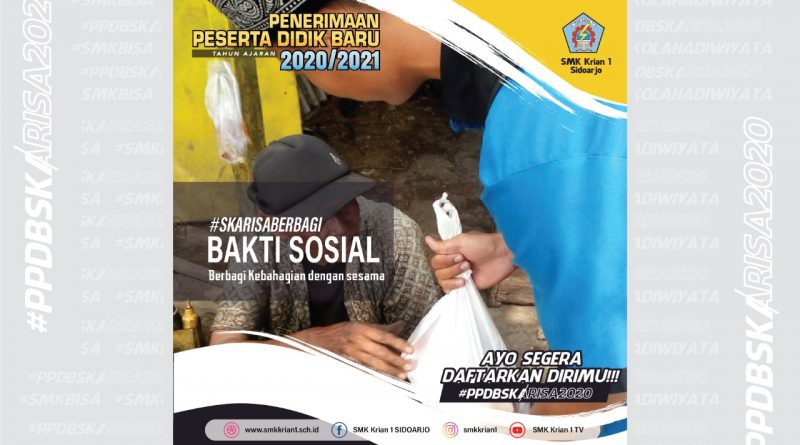 PENERIMAAN
PESERTA DIDIK BARU
TAHUN AJARAN 2020/2021
SMK Krian 1
Sidoarjo
#SKARISABERBAGI
BAKTI SOSIAL
Berbagi Kebahagian dengan sesama
AYO SEGERA
DAFTARKAN DIRIMU!!!
#PPDBSKARISA2020
www.smkkrian1.sch.id
SMK Krian 1 SIDOARJO
smkkrian1
SMK Krian 1 TV
#PPDBSKARISA2020
#PPDBSKARISA2020